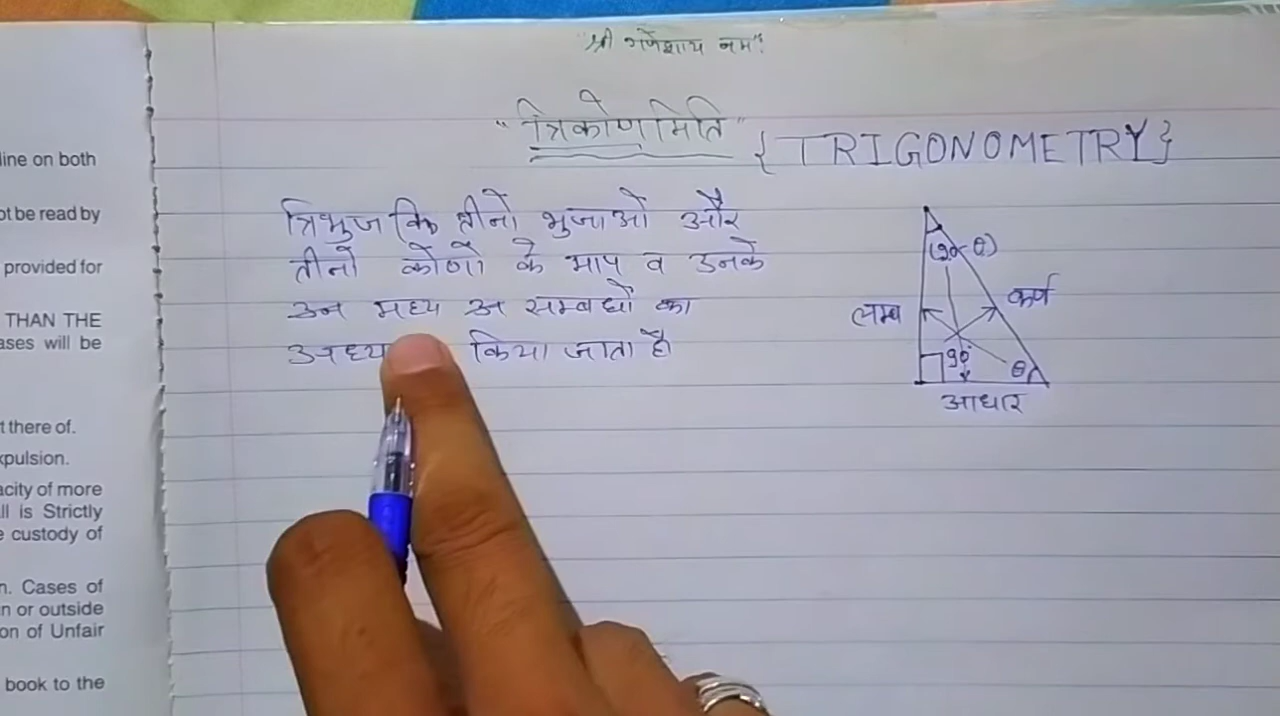 line on both
ot be read by
provided for
THAN THE
ases will be
t there of.
xpulsion.
acity of more
ll is Strictly
e custody of
n. Cases of
n or outside
on of Unfair
book to the
"श्री गणेशाय नमः"
"त्रिकोणमिति" {TRIGONOMETRY}
त्रिभुज कि तीनो भुजाओ और
तीनो कोणो के माप व उनके
मध्य सम्बधों का
किया जाता है
(90-θ)
लम्ब
कर्ण
90°
θ
आधार